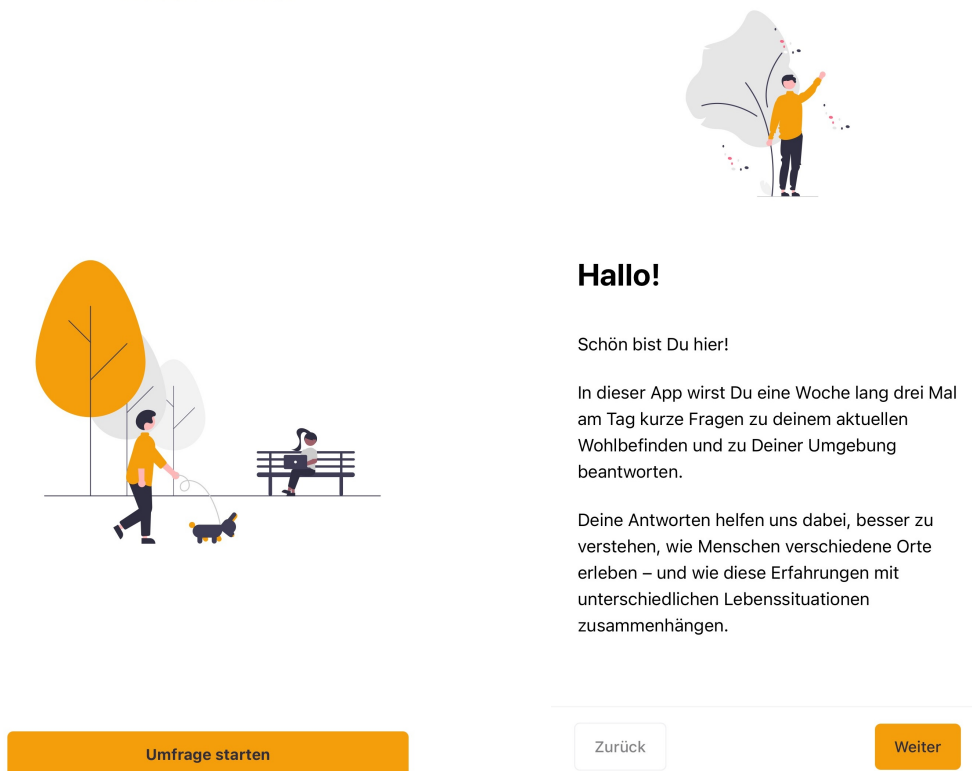 Umfrage starten
Hallo!
Schön bist Du hier!
In dieser App wirst Du eine Woche lang drei Mal
am Tag kurze Fragen zu deinem aktuellen
Wohlbefinden und zu Deiner Umgebung
beantworten.
Deine Antworten helfen uns dabei, besser zu
verstehen, wie Menschen verschiedene Orte
erleben – und wie diese Erfahrungen mit
unterschiedlichen Lebenssituationen
zusammenhängen.
Zurück
Weiter